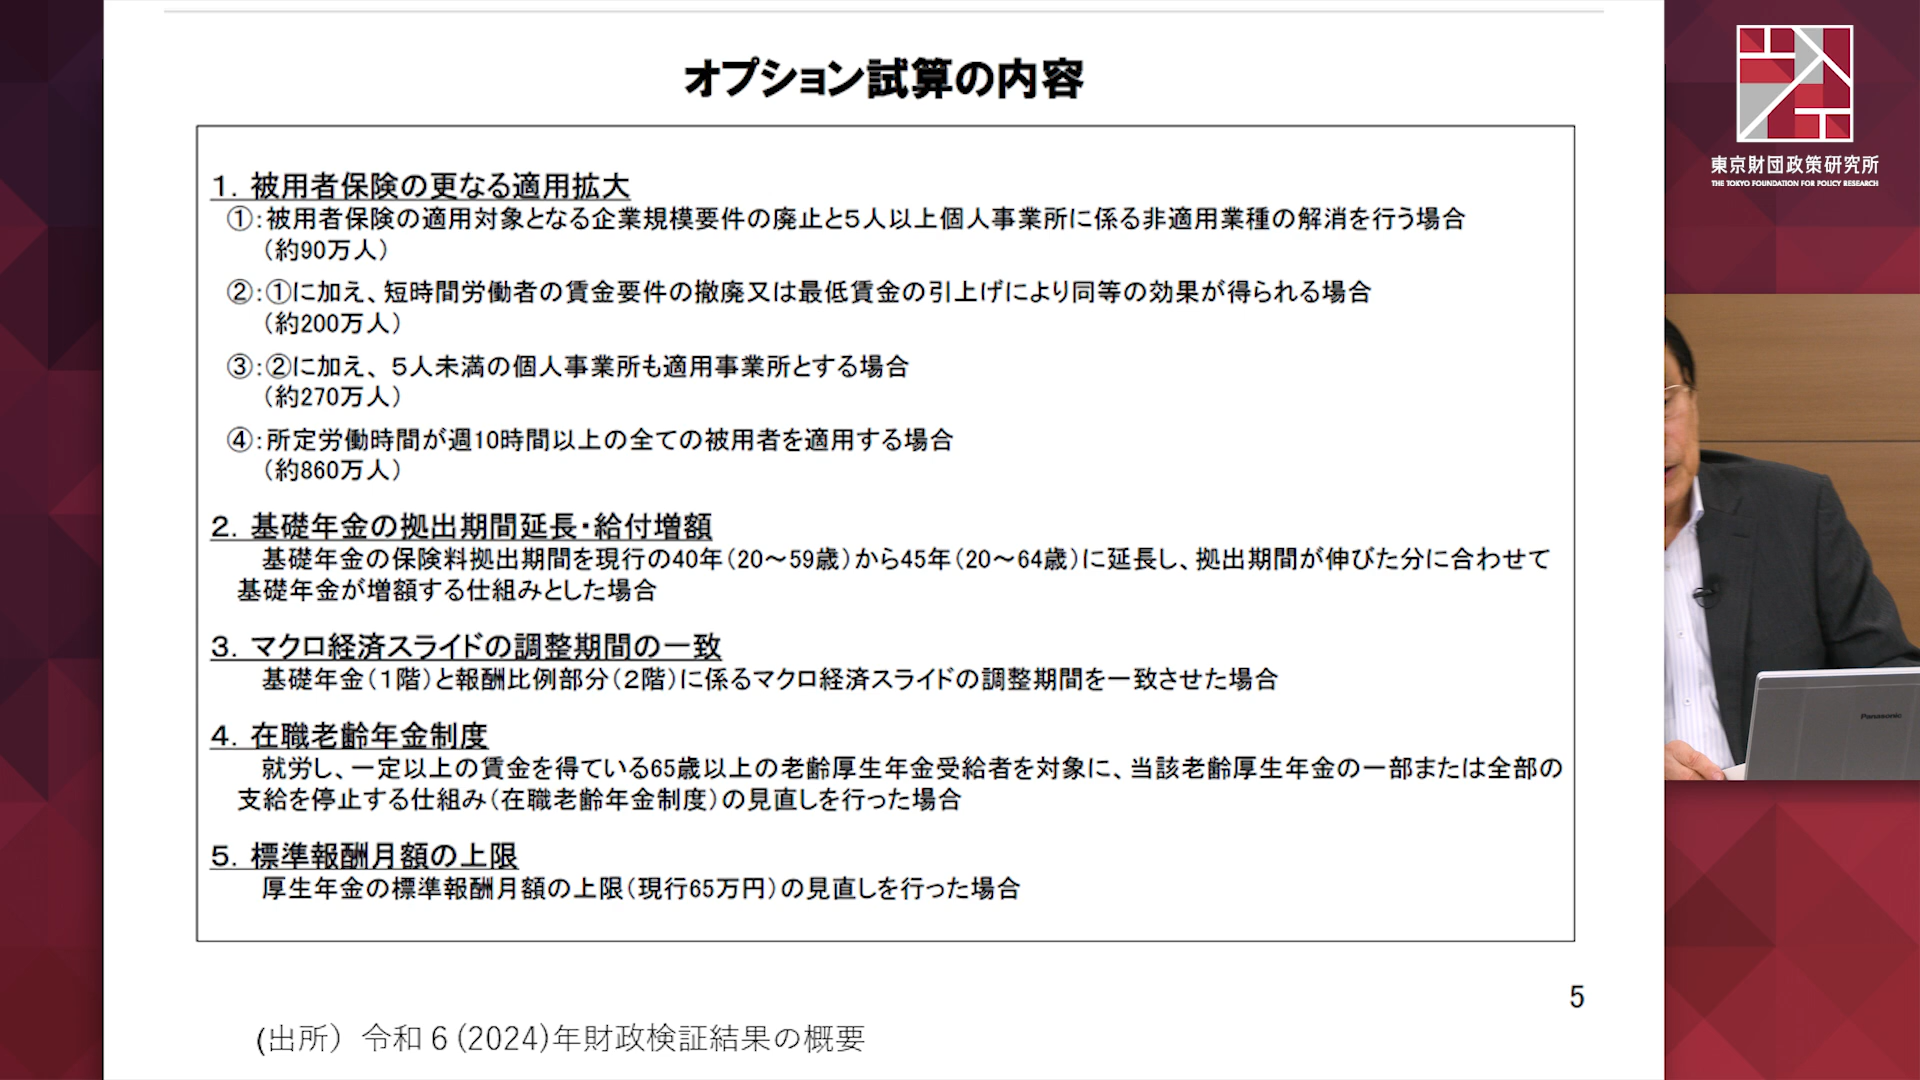 オプション試算の内容
１．被用者保険の更なる適用拡大
①：被用者保険の適用対象となる企業規模要件の廃止と５人以上個人事業所に係る非適用業種の解消を行う場合
（約90万人）
②：①に加え、短時間労働者の賃金要件の撤廃又は最低賃金の引上げにより同等の効果が得られる場合
（約200万人）
③：②に加え、５人未満の個人事業所も適用事業所とする場合
（約270万人）
④：所定労働時間が週10時間以上の全ての被用者を適用する場合
（約860万人）
２．基礎年金の拠出期間延長・給付増額
基礎年金の保険料拠出期間を現行の40年（20～59歳）から45年（20～64歳）に延長し、拠出期間が伸びた分に合わせて
基礎年金が増額する仕組みとした場合
３．マクロ経済スライドの調整期間の一致
基礎年金（１階）と報酬比例部分（２階）に係るマクロ経済スライドの調整期間を一致させた場合
４．在職老齢年金制度
就労し、一定以上の賃金を得ている65歳以上の老齢厚生年金受給者を対象に、当該老齢厚生年金の一部または全部の
支給を停止する仕組み（在職老齢年金制度）の見直しを行った場合
５．標準報酬月額の上限
厚生年金の標準報酬月額の上限（現行65万円）の見直しを行った場合
5
(出所）令和６(2024)年財政検証結果の概要
東京財団政策研究所
THE TOKYO FOUNDATION FOR POLICY RESEARCH
Panasonic